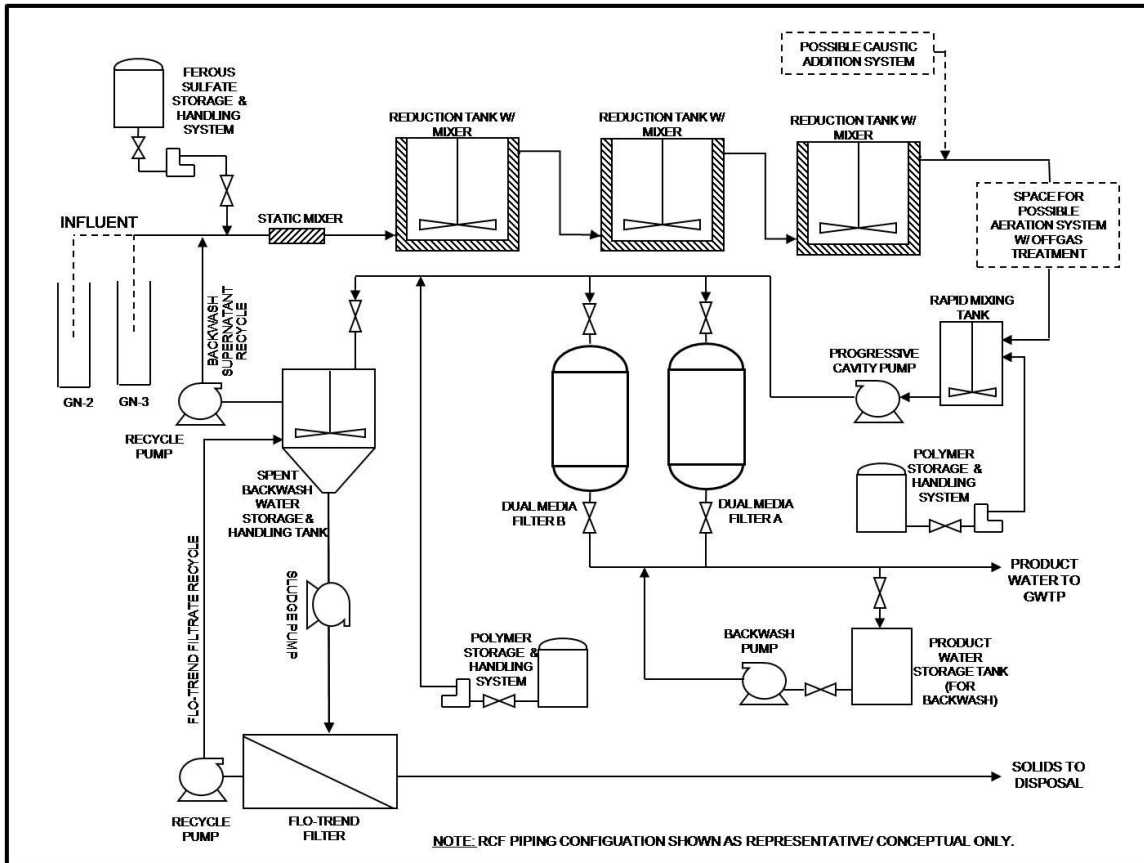 FEROUS
SULFATE
STORAGE &
HANDLING
SYSTEM
POSSIBLE CAUSTIC
ADDITION SYSTEM
REDUCTION TANK W/
MIXER
REDUCTION TANK W/
MIXER
REDUCTION TANK W/
MIXER
INFLUENT
STATIC MIXER
SPACE FOR
POSSIBLE
AERATION SYSTEM
W/ OFFGAS
TREATMENT
BACKWASH
SUPERNATANT
RECYCLE
RAPID MIXING
TANK
PROGRESSIVE
CAVITY PUMP
GN-2
GN-3
RECYCLE
PUMP
SPENT
BACKWASH
WATER
STORAGE &
HANDLING TANK
DUAL MEDIA
FILTER B
DUAL MEDIA
FILTER A
POLYMER
STORAGE &
HANDLING
SYSTEM
PRODUCT
WATER TO
GWTP
FLO-TREND FILTRATE RECYCLE
SLUDGE PUMP
POLYMER
STORAGE &
HANDLING
SYSTEM
BACKWASH
PUMP
PRODUCT
WATER
STORAGE TANK
(FOR
BACKWASH)
SOLIDS TO
DISPOSAL
RECYCLE
PUMP
FLO-TREND
FILTER
NOTE: RCF PIPING CONFIGUATION SHOWN AS REPRESENTATIVE/ CONCEPTUAL ONLY.